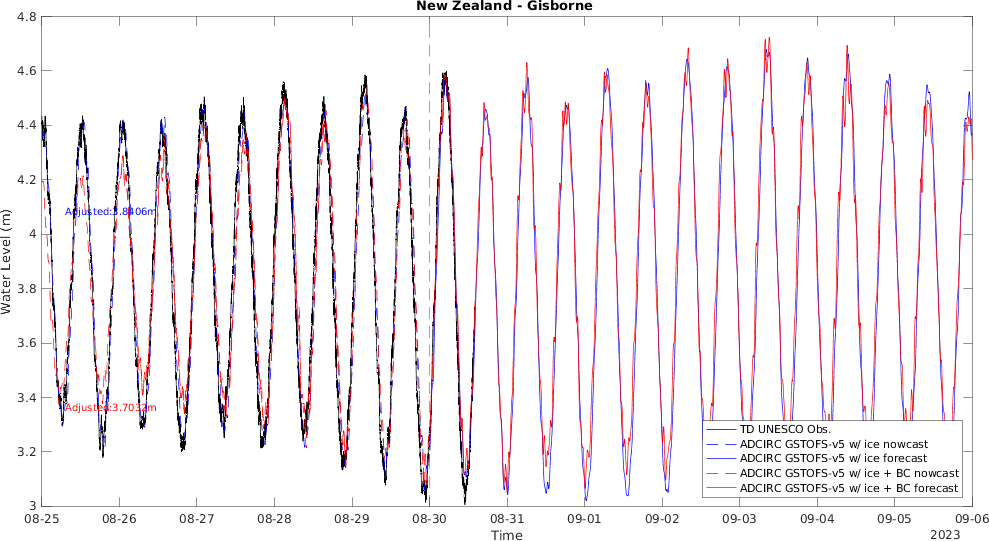 New Zealand - Gisborne
4.8
4.6
4.4
4.2
4
3.8
3.6
3.4
3.2
3
Water Level (m)
Adjusted:3.8406m
Adjusted:3.7032m
TD UNESCO Obs.
ADCIRC GSTOFS-v5 w/ ice nowcast
ADCIRC GSTOFS-v5 w/ ice forecast
ADCIRC GSTOFS-v5 w/ ice + BC nowcast
ADCIRC GSTOFS-v5 w/ ice + BC forecast
08-25 08-26 08-27 08-28 08-29 08-30 08-31 09-01 09-02 09-03 09-04 09-05 09-06
Time 2023